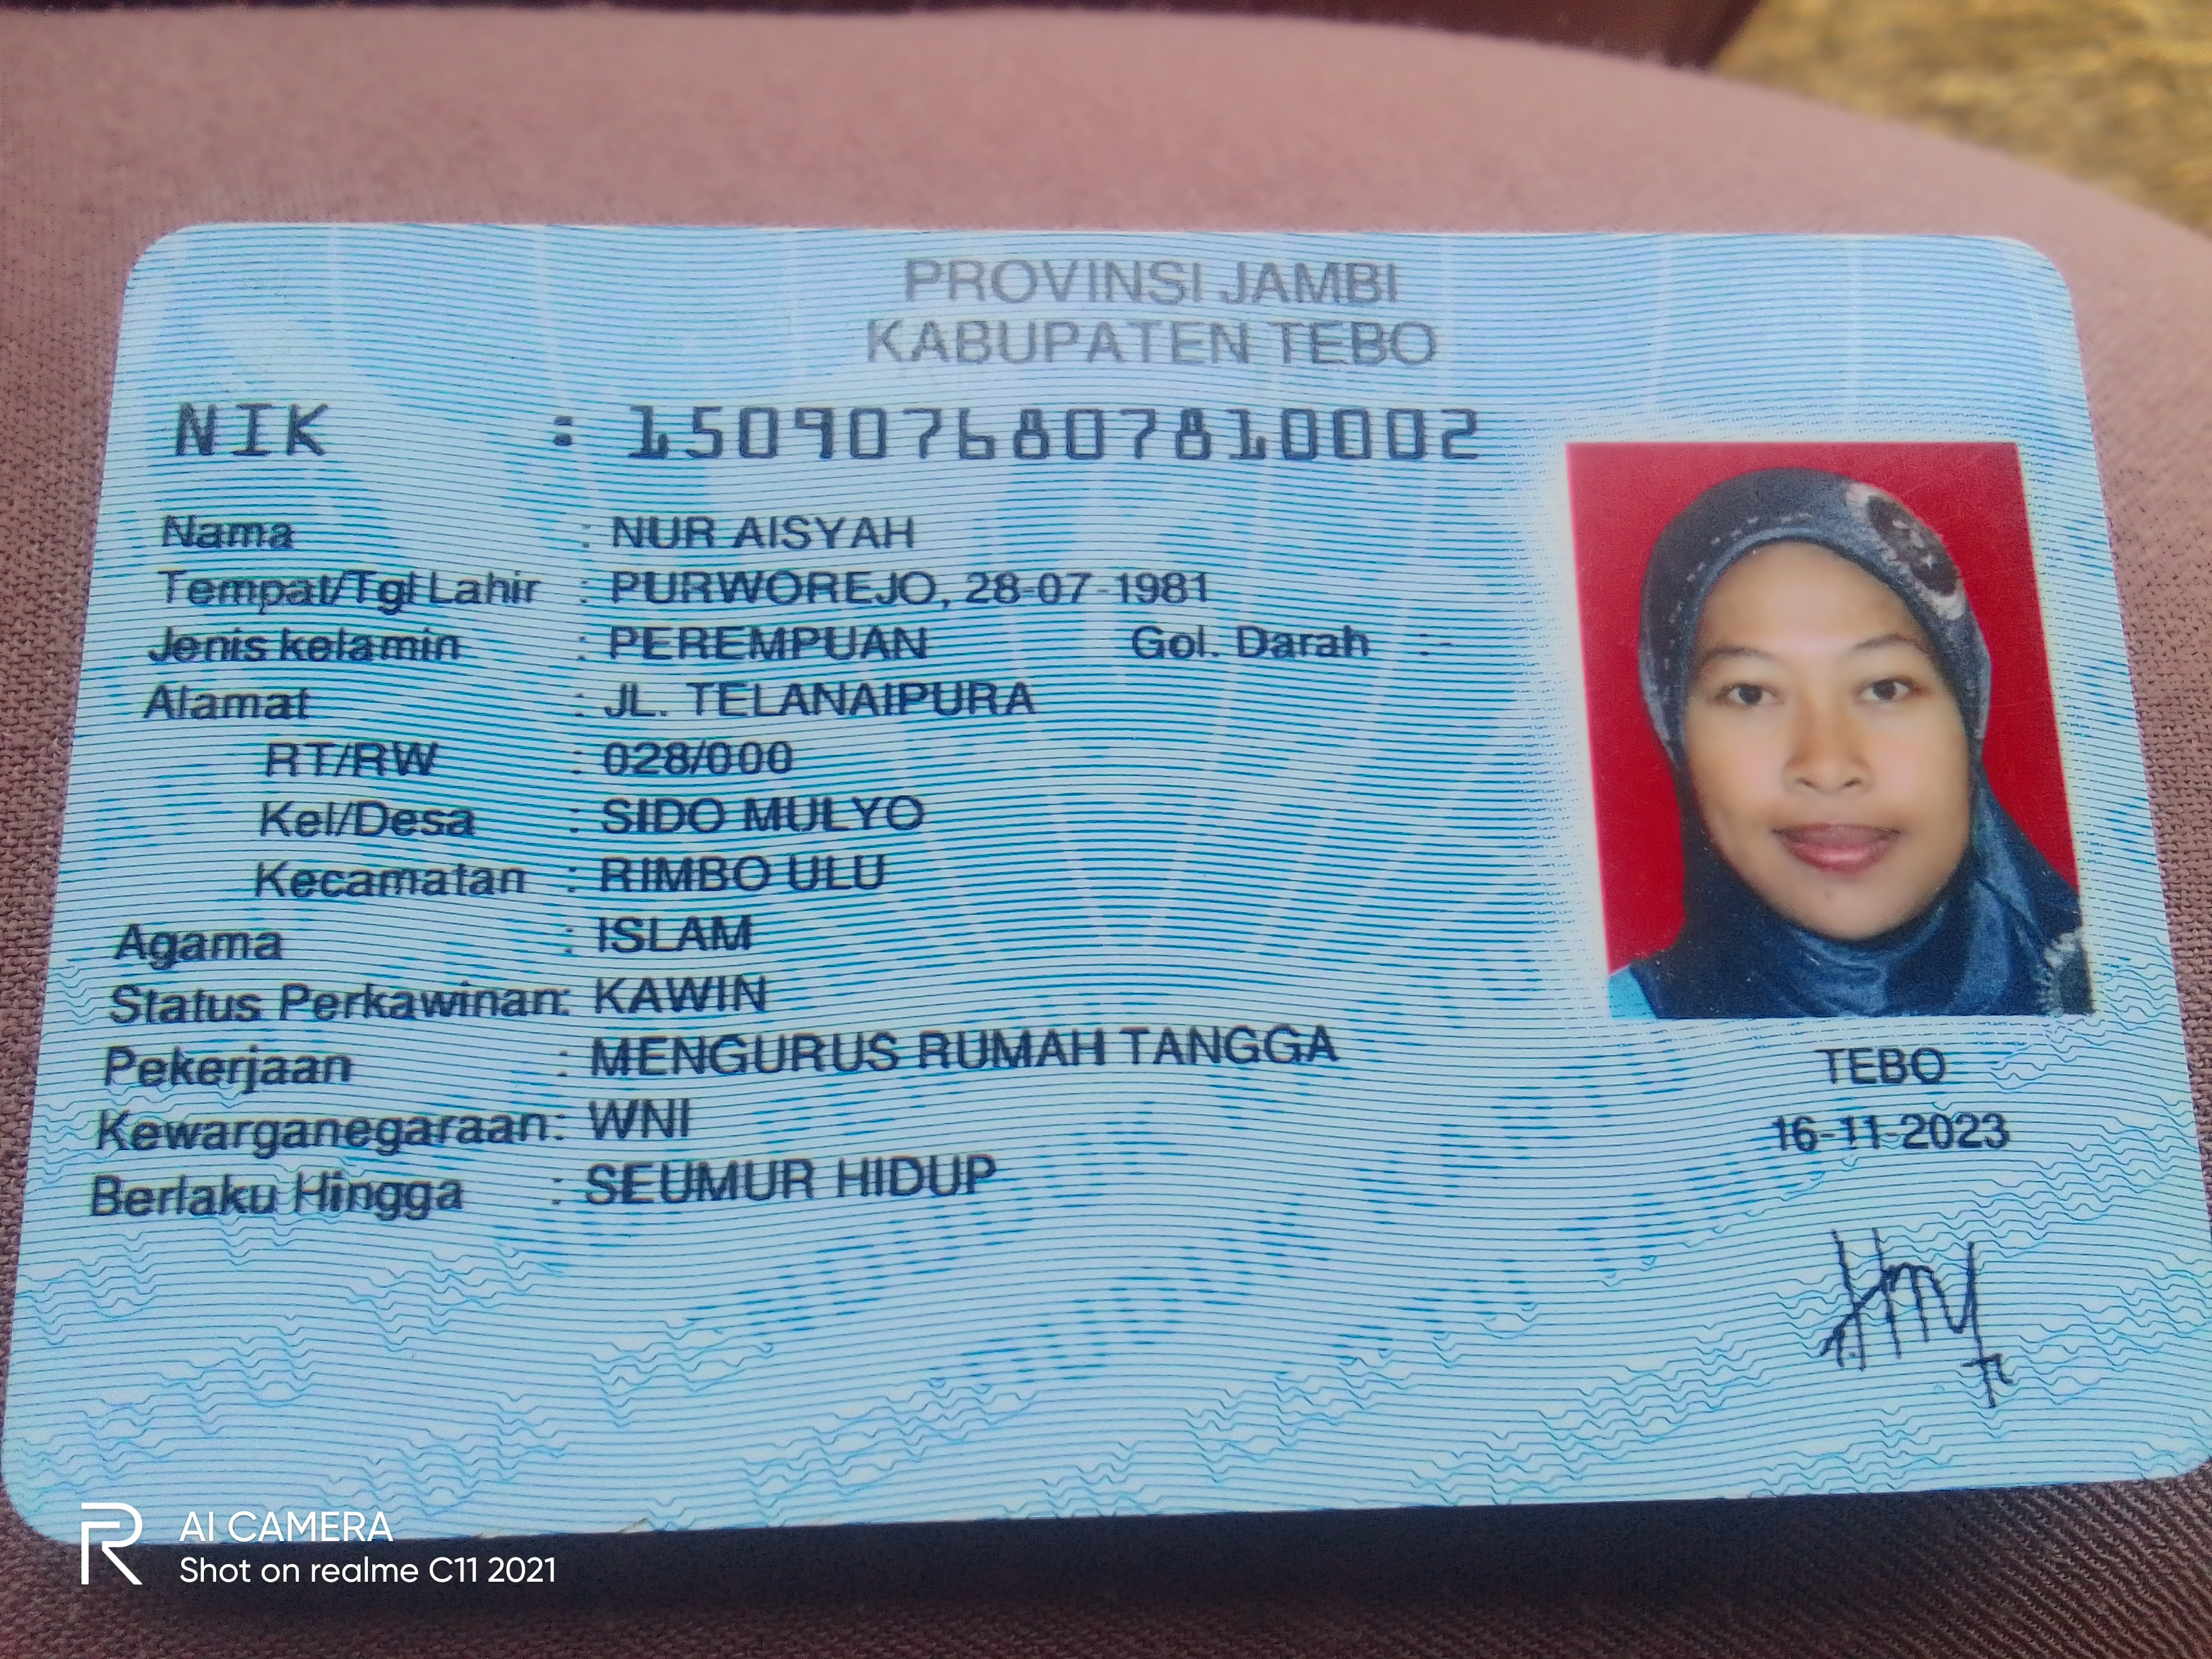 PROVINSI JAMBI
KABUPATEN TEBO
NIK : 1509076807810002
Nama : NUR AISYAH
Tempat/Tgl Lahir : PURWOREJO, 28-07-1981
Jenis kelamin : PEREMPUAN Gol. Darah : -
Alamat : JL. TELANAIPURA
RT/RW : 028/000
Kel/Desa : SIDO MULYO
Kecamatan : RIMBO ULU
Agama : ISLAM
Status Perkawinan: KAWIN
Pekerjaan : MENGURUS RUMAH TANGGA
Kewarganegaraan: WNI
Berlaku Hingga : SEUMUR HIDUP
TEBO
16-11-2023
AI CAMERA
Shot on realme C11 2021